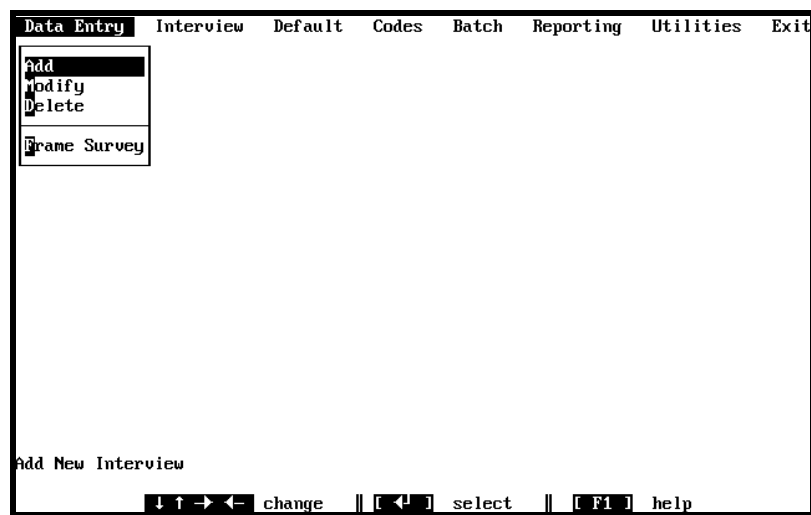 Data Entry Interview Default Codes Batch Reporting Utilities Exit
Add
Modify
Delete
Frame Survey
Add New Interview
↓ ↑ → ← change ‖ [ ↵ ] select ‖ [ F1 ] help